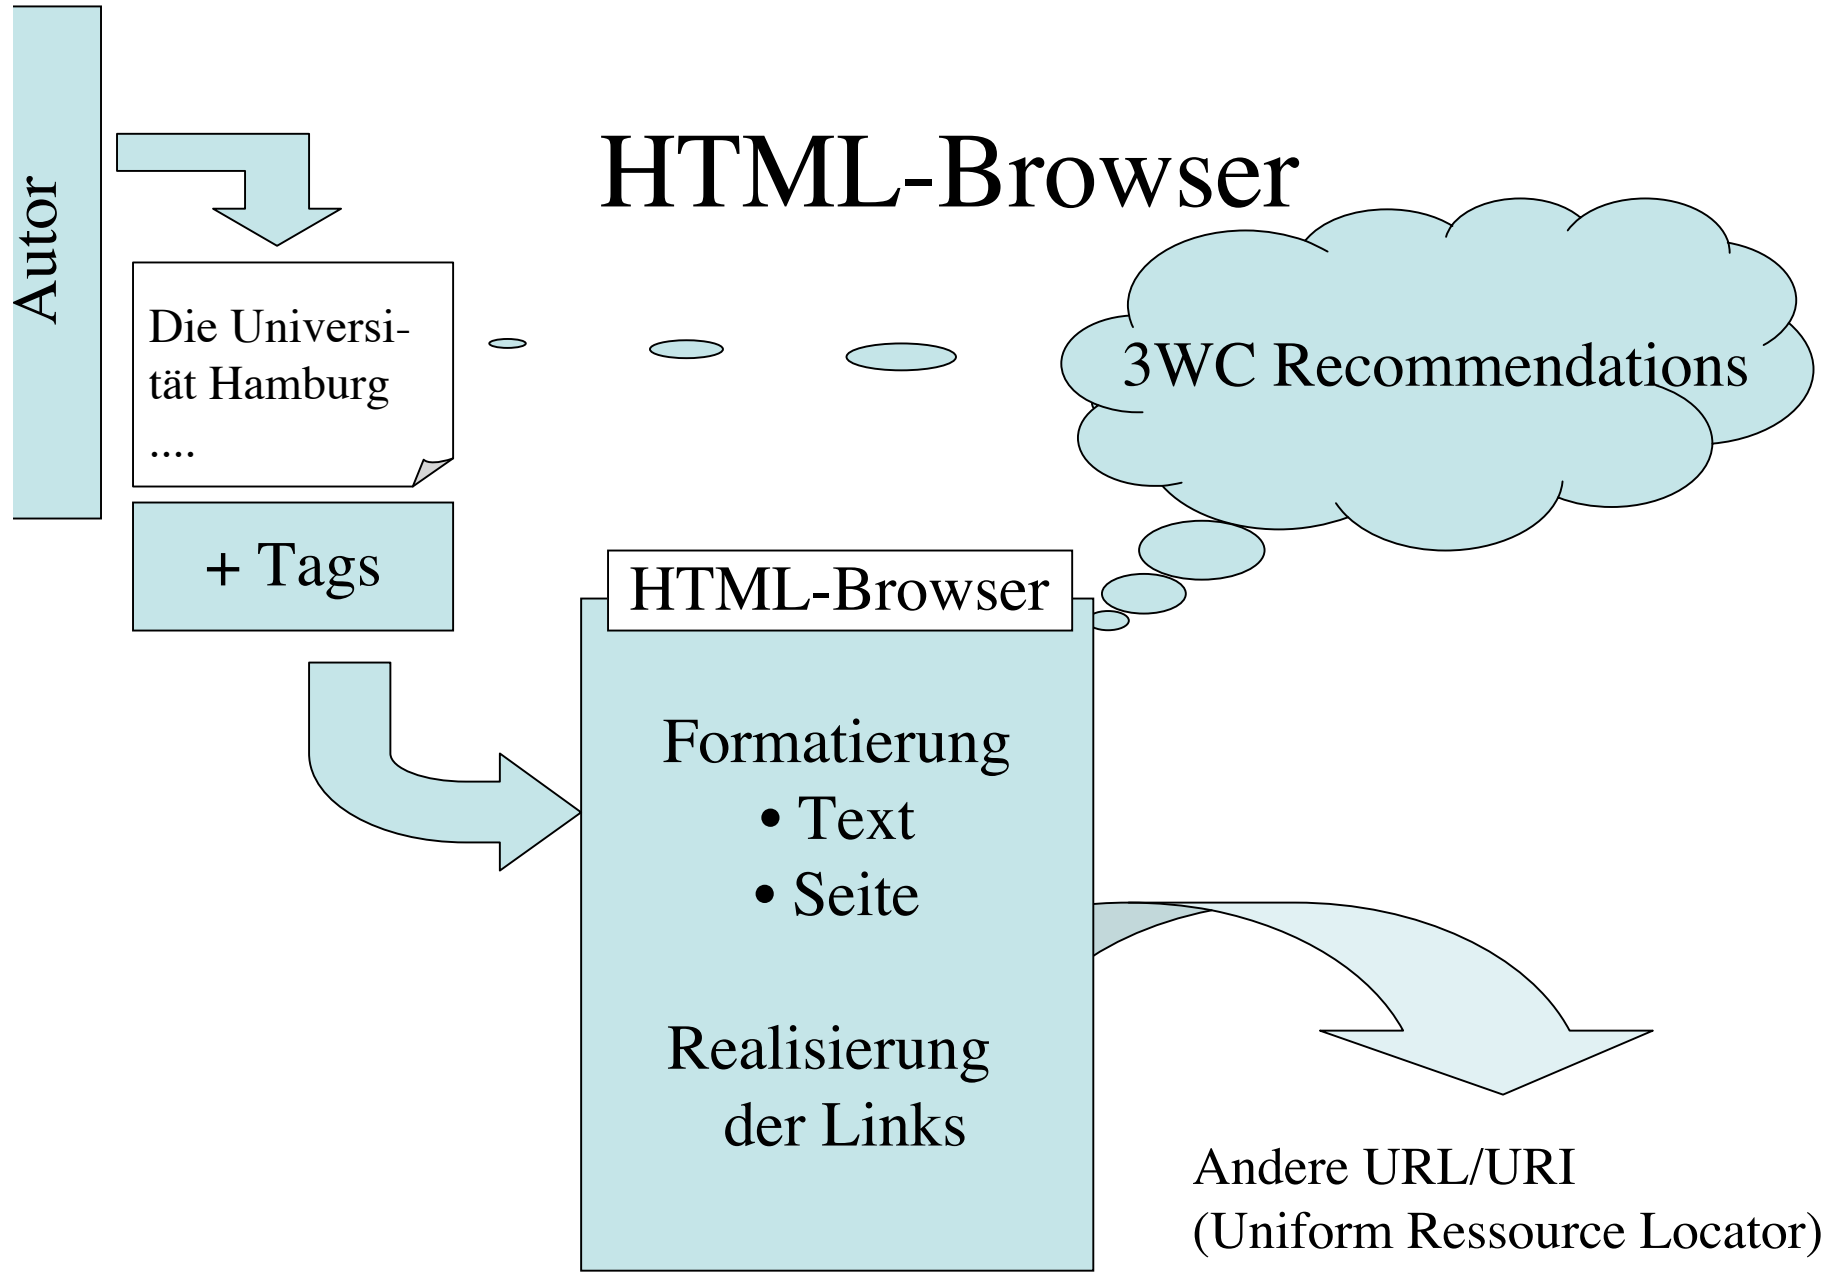 HTML-Browser
Autor
Die Universi-
tät Hamburg
....
+ Tags
3WC Recommendations
HTML-Browser
Formatierung
• Text
• Seite
Realisierung
der Links
Andere URL/URI
(Uniform Ressource Locator)